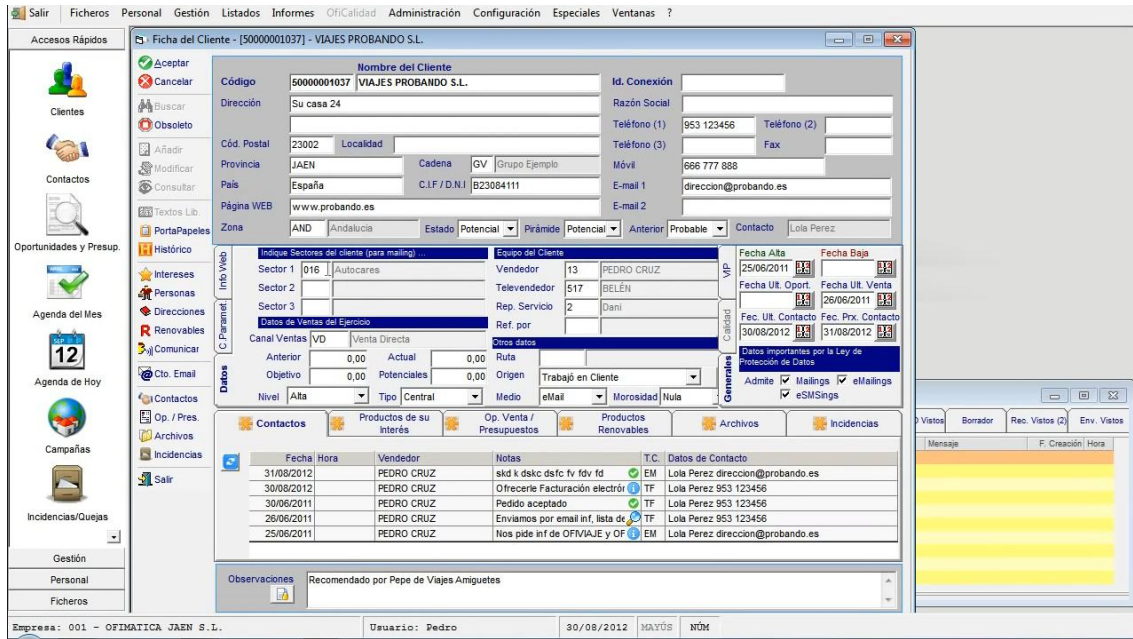 Salir Ficheros Personal Gestión Listados Informes OfiCalidad Administración Configuración Especiales Ventanas ?
Accesos Rápidos
Clientes
Contactos
Oportunidades y Presup.
Agenda del Mes
SEP
12
Agenda de Hoy
Campañas
Incidencias/Quejas
Gestión
Personal
Ficheros
Ficha del Cliente - [50000001037] - VIAJES PROBANDO S.L.
Aceptar
Cancelar
Buscar
Obsoleto
Añadir
Modificar
Consultar
Textos Lib.
PortaPapeles
Histórico
Intereses
Personas
Direcciones
Renovables
Comunicar
Cto. Email
Contactos
Op. / Pres.
Archivos
Incidencias
Salir
Nombre del Cliente
Código 50000001037 VIAJES PROBANDO S.L. Id. Conexión
Dirección Su casa 24 Razón Social
Teléfono (1) 953 123456 Teléfono (2)
Cód. Postal 23002 Localidad Teléfono (3) Fax
Provincia JAEN Cadena GV Grupo Ejemplo Móvil 666 777 888
País España C.I.F / D.N.I B23084111 E-mail 1 direccion@probando.es
Página WEB www.probando.es E-mail 2
Zona AND Andalucia Estado Potencial Pirámide Potencial Anterior Probable Contacto Lola Perez
Info Web
C.Paramet.
Datos
Indique Sectores del cliente (para mailing) ...
Sector 1 016 Autocares
Sector 2
Sector 3
Datos de Ventas del Ejercicio
Canal Ventas VD Venta Directa
Anterior 0,00 Actual 0,00
Objetivo 0,00 Potenciales 0,00
Nivel Alta Tipo Central
Equipo del Cliente
Vendedor 13 PEDRO CRUZ
Televendedor 517 BELÉN
Rep. Servicio 2 Dani
Ref. por
Otros datos
Ruta
Origen Trabajó en Cliente
Medio eMail Morosidad Nula
VIP
Calidad
Generales
Fecha Alta Fecha Baja
25/06/2011
Fecha Ult. Oport. Fecha Ult. Venta
26/06/2011
Fec. Ult. Contacto Fec. Prx. Contacto
30/08/2012 31/08/2012
Datos importantes por la Ley de
Protección de Datos
Admite Mailings eMailings
eSMSings
Contactos
Productos de su
Interés
Op. Venta /
Presupuestos
Productos
Renovables
Archivos
Incidencias
Fecha Hora Vendedor Notas T.C. Datos de Contacto
31/08/2012 PEDRO CRUZ skd k dskc dsfc fv fdv fd EM Lola Perez direccion@probando.es
30/08/2012 PEDRO CRUZ Ofrecerle Facturación electrór TF Lola Perez 953 123456
30/06/2011 PEDRO CRUZ Pedido aceptado TF Lola Perez 953 123456
26/06/2011 PEDRO CRUZ Enviamos por email inf, lista de TF Lola Perez 953 123456
25/06/2011 PEDRO CRUZ Nos pide inf de OFIVIAJE y OF EM Lola Perez direccion@probando.es
Observaciones Recomendado por Pepe de Viajes Amiguetes
Vistos Borrador Rec. Vistos (2) Env. Vistos
Mensaje F. Creación Hora
Empresa: 001 - OFIMATICA JAEN S.L. Usuario: Pedro 30/08/2012 MAYÚS NÚM